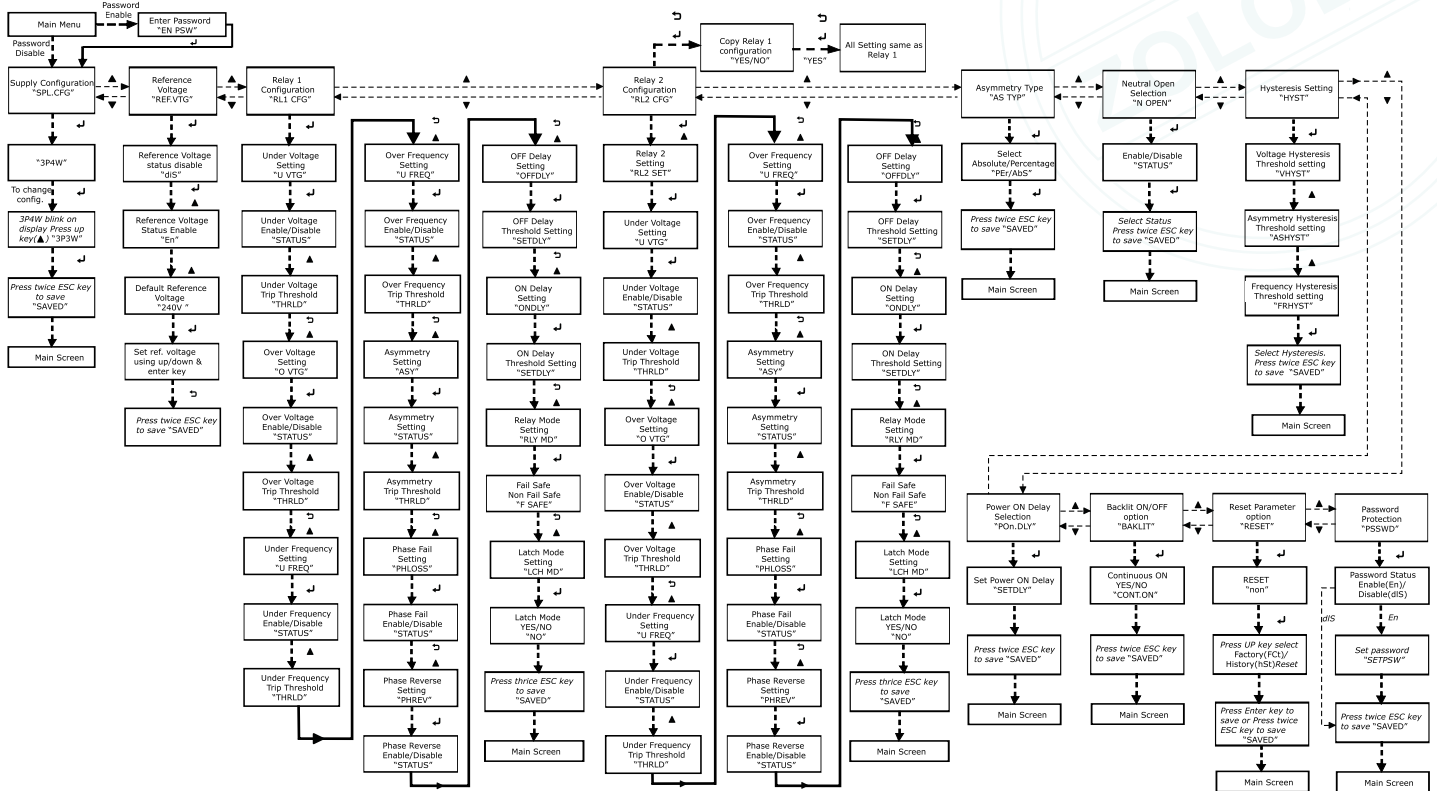 Password
Enable
Main Menu
Enter Password
"EN PSW"
Password
Disable
Supply Configuration
"SPL.CFG"
"3P4W"
To change
config.
3P4W blink on
display Press up
key(▲) "3P3W"
Press twice ESC key
to save
"SAVED"
Main Screen
Reference
Voltage
"REF.VTG"
Reference Voltage
status disable
"diS"
Reference Voltage
Status Enable
"En"
Default Reference
Voltage
"240V "
Set ref. voltage
using up/down &
enter key
Press twice ESC key
to save "SAVED"
Relay 1
Configuration
"RL1 CFG"
Under Voltage
Setting
"U VTG"
Under Voltage
Enable/Disable
"STATUS"
Under Voltage
Trip Threshold
"THRLD"
Over Voltage
Setting
"O VTG"
Over Voltage
Enable/Disable
"STATUS"
Over Voltage
Trip Threshold
"THRLD"
Under Frequency
Setting
"U FREQ"
Under Frequency
Enable/Disable
"STATUS"
Under Frequency
Trip Threshold
"THRLD"
Over Frequency
Setting
"U FREQ"
Over Frequency
Enable/Disable
"STATUS"
Over Frequency
Trip Threshold
"THRLD"
Asymmetry
Setting
"ASY"
Asymmetry
Setting
"STATUS"
Asymmetry
Trip Threshold
"THRLD"
Phase Fail
Setting
"PHLOSS"
Phase Fail
Enable/Disable
"STATUS"
Phase Reverse
Setting
"PHREV"
Phase Reverse
Enable/Disable
"STATUS"
OFF Delay
Setting
"OFFDLY"
OFF Delay
Threshold Setting
"SETDLY"
ON Delay
Setting
"ONDLY"
ON Delay
Threshold Setting
"SETDLY"
Relay Mode
Setting
"RLY MD"
Fail Safe
Non Fail Safe
"F SAFE"
Latch Mode
Setting
"LCH MD"
Latch Mode
YES/NO
"NO"
Press thrice ESC key
to save
"SAVED"
Main Screen
Copy Relay 1
configuration
"YES/NO"
"YES"
All Setting same as
Relay 1
Relay 2
Configuration
"RL2 CFG"
Relay 2
Setting
"RL2 SET"
Under Voltage
Setting
"U VTG"
Under Voltage
Enable/Disable
"STATUS"
Under Voltage
Trip Threshold
"THRLD"
Over Voltage
Setting
"O VTG"
Over Voltage
Enable/Disable
"STATUS"
Over Voltage
Trip Threshold
"THRLD"
Under Frequency
Setting
"U FREQ"
Under Frequency
Enable/Disable
"STATUS"
Under Frequency
Trip Threshold
"THRLD"
Over Frequency
Setting
"U FREQ"
Over Frequency
Enable/Disable
"STATUS"
Over Frequency
Trip Threshold
"THRLD"
Asymmetry
Setting
"ASY"
Asymmetry
Setting
"STATUS"
Asymmetry
Trip Threshold
"THRLD"
Phase Fail
Setting
"PHLOSS"
Phase Fail
Enable/Disable
"STATUS"
Phase Reverse
Setting
"PHREV"
Phase Reverse
Enable/Disable
"STATUS"
OFF Delay
Setting
"OFFDLY"
OFF Delay
Threshold Setting
"SETDLY"
ON Delay
Setting
"ONDLY"
ON Delay
Threshold Setting
"SETDLY"
Relay Mode
Setting
"RLY MD"
Fail Safe
Non Fail Safe
"F SAFE"
Latch Mode
Setting
"LCH MD"
Latch Mode
YES/NO
"NO"
Press thrice ESC key
to save
"SAVED"
Main Screen
Asymmetry Type
"AS TYP"
Select
Absolute/Percentage
"PEr/AbS"
Press twice ESC key
to save "SAVED"
Main Screen
Neutral Open
Selection
"N OPEN"
Enable/Disable
"STATUS"
Select Status
Press twice ESC key
to save "SAVED"
Main Screen
Hysteresis Setting
"HYST"
Voltage Hysteresis
Threshold setting
"VHYST"
Asymmetry Hysteresis
Threshold setting
"ASHYST"
Frequency Hysteresis
Threshold setting
"FRHYST"
Select Hysteresis.
Press twice ESC key
to save "SAVED"
Main Screen
Power ON Delay
Selection
"POn.DLY"
Set Power ON Delay
"SETDLY"
Press twice ESC key
to save "SAVED"
Main Screen
Backlit ON/OFF
option
"BAKLIT"
Continuous ON
YES/NO
"CONT.ON"
Press twice ESC key
to save "SAVED"
Main Screen
Reset Parameter
option
"RESET"
RESET
"non"
Press UP key select
Factory(FCt)/
History(hSt)Reset
Press Enter key to
save or Press twice
ESC key to save
"SAVED"
Main Screen
Password
Protection
"PSSWD"
Password Status
Enable(En)/
Disable(dIS)
dIS
En
Set password
"SETPSW"
Press twice ESC key
to save "SAVED"
Main Screen